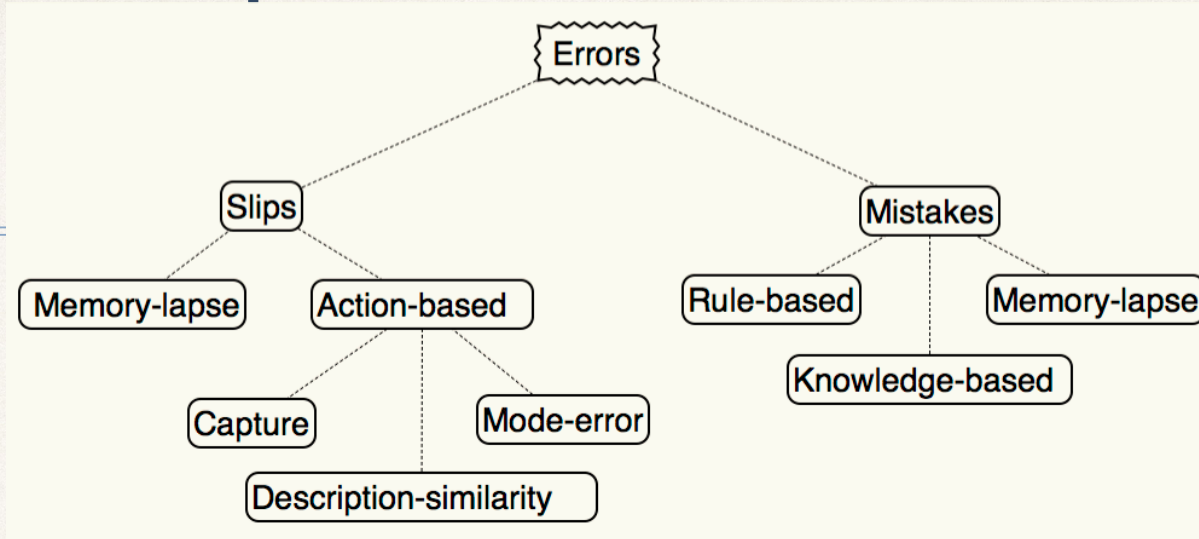 Errors
Slips
Mistakes
Memory-lapse
Action-based
Rule-based
Memory-lapse
Knowledge-based
Capture
Mode-error
Description-similarity